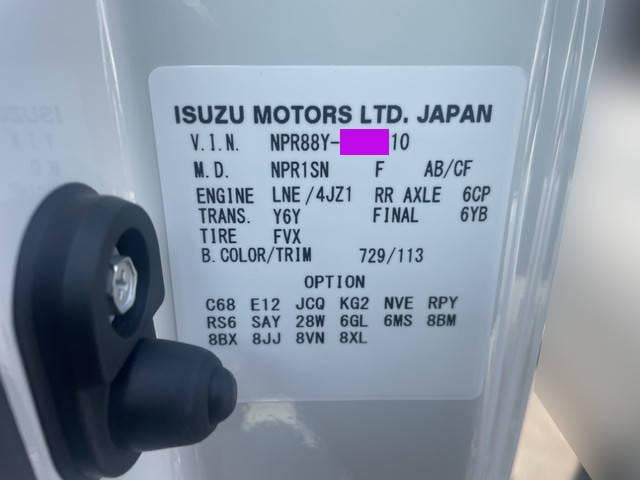 ISUZU MOTORS LTD. JAPAN
V.I.N. NPR88Y- 10
M.D. NPR1SN F AB/CF
ENGINE LNE/4JZ1 RR AXLE 6CP
TRANS. Y6Y FINAL 6YB
TIRE FVX
B.COLOR/TRIM 729/113
OPTION
C68 E12 JCQ KG2 NVE RPY
RS6 SAY 28W 6GL 6MS 8BM
8BX 8JJ 8VN 8XL